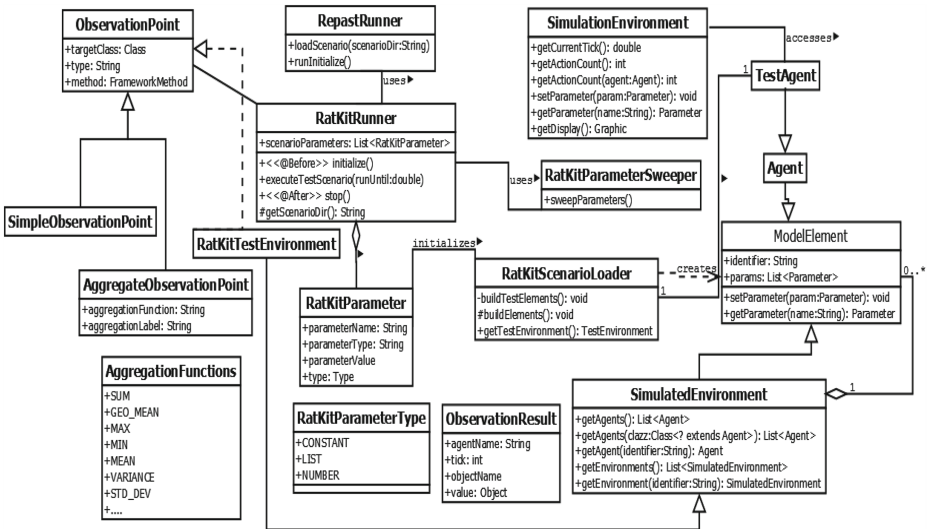 ObservationPoint
+targetClass: Class
+type: String
+method: FrameworkMethod
RepastRunner
+loadScenario(scenarioDir:String)
+runInitialize()
uses
SimulationEnvironment
+getCurrentTick(): double
+getActionCount(): int
+getActionCount(agent:Agent): int
+setParameter(param:Parameter): void
+getParameter(name:String): Parameter
+getDisplay(): Graphic
accesses
1
TestAgent
Agent
RatKitRunner
+scenarioParameters: List<RatKitParameter>
+<<@Before>> initialize()
+executeTestScenario(runUntil:double)
+<<@After>> stop()
#getScenarioDir(): String
uses
RatKitParameterSweeper
+sweepParameters()
SimpleObservationPoint
RatKitTestEnvironment
initializes
AggregateObservationPoint
+aggregationFunction: String
+aggregationLabel: String
RatKitParameter
+parameterName: String
+parameterType: String
+parameterValue
+type: Type
RatKitScenarioLoader
-buildTestElements(): void
#buildElements(): void
+getTestEnvironment(): TestEnvironment
creates
1
ModelElement
+identifier: String
+params: List<Parameter>
+setParameter(param:Parameter): void
+getParameter(name:String): Parameter
0..*
1
AggregationFunctions
+SUM
+GEO_MEAN
+MAX
+MIN
+MEAN
+VARIANCE
+STD_DEV
+....
RatKitParameterType
+CONSTANT
+LIST
+NUMBER
ObservationResult
+agentName: String
+tick: int
+objectName
+value: Object
SimulatedEnvironment
+getAgents(): List<Agent>
+getAgents(clazz:Class<? extends Agent>): List<Agent>
+getAgent(identifier:String): Agent
+getEnvironments(): List<SimulatedEnvironment>
+getEnvironment(identifier:String): SimulatedEnvironment